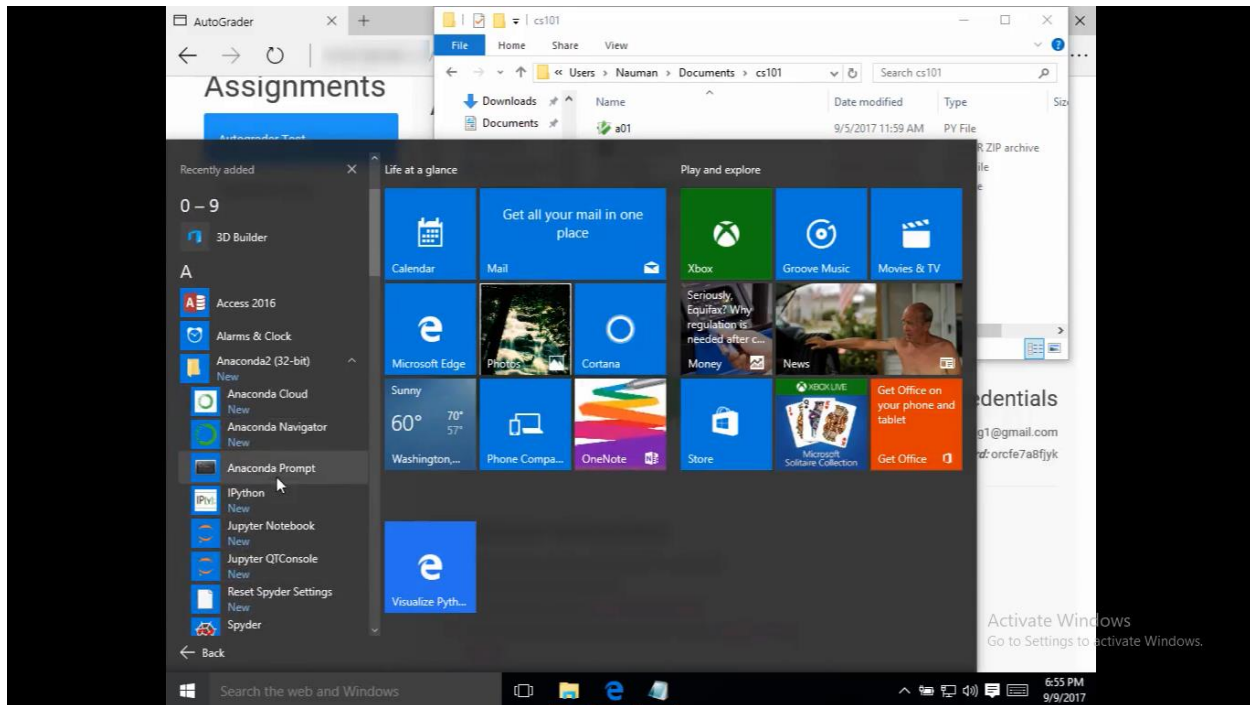 AutoGrader
cs101
File Home Share View
Users > Nauman > Documents > cs101
Search cs101
Assignments
Downloads
Documents
Name
Date modified
Type
a01
9/5/2017 11:59 AM
PY File
R ZIP archive
Recently added
Life at a glance
Play and explore
0 – 9
3D Builder
A
Access 2016
Alarms & Clock
Anaconda2 (32-bit)
New
Anaconda Cloud
New
Anaconda Navigator
New
Anaconda Prompt
IPython
New
Jupyter Notebook
New
Jupyter QTConsole
New
Reset Spyder Settings
New
Spyder
Back
Calendar
Get all your mail in one
place
Mail
Microsoft Edge
Photos
Cortana
Sunny
60°
70°
57°
Washington,...
Phone Compa...
OneNote
Visualize Pyth...
Xbox
Groove Music
Movies & TV
Seriously,
Equifax? Why
regulation is
needed after c...
Money
News
Store
XBOX LIVE
Microsoft
Solitaire Collection
Get Office on
your phone and
tablet
Get Office
edentials
g1@gmail.com
rd: orcfe7a8fjyk
Activate Windows
Go to Settings to activate Windows.
Search the web and Windows
6:55 PM
9/9/2017